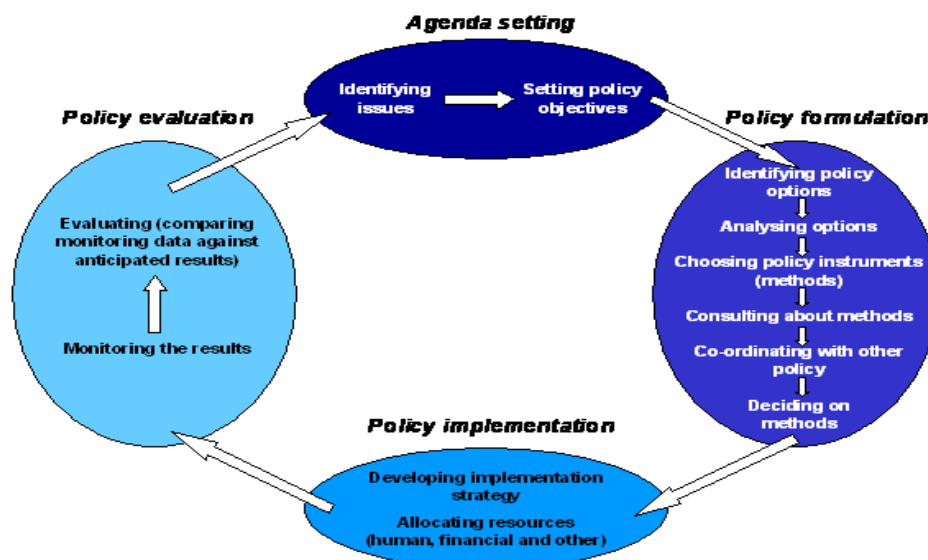 Agenda setting
Identifying
issues
Setting policy
objectives
Policy formulation
Identifying policy
options
Analysing options
Choosing policy instruments
(methods)
Consulting about methods
Co-ordinating with other
policy
Deciding on
methods
Policy implementation
Developing implementation
strategy
Allocating resources
(human, financial and other)
Policy evaluation
Evaluating (comparing
monitoring data against
anticipated results)
Monitoring the results